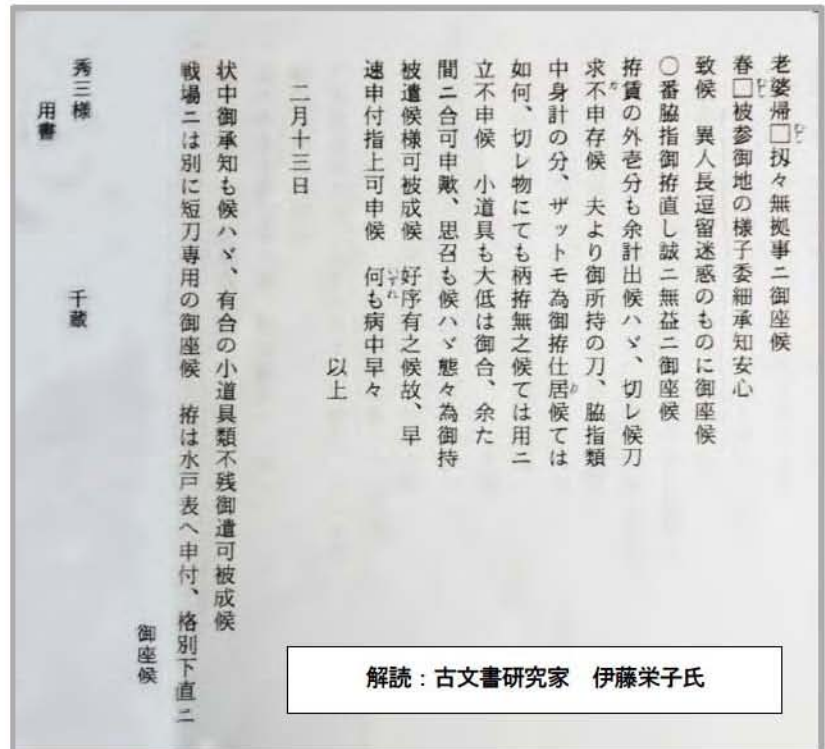 老婆帰□扨々無拠事ニ御座候
春□被参御地の様子委細承知安心
致候 異人長逗留迷惑のものに御座候
○番脇指御拵直し誠ニ無益ニ御座候
拵賃の外壱分も余計出候ハヾ、切レ候刀
求不申存候 夫より御所持の刀、脇指類
中身計の分、ザットモ為御拵仕居候ては
如何、切レ物にても柄拵無之候ては用ニ
立不申候 小道具も大低は御合、余た
間ニ合可申歟、思召も候ハヾ態々為御持
被遣候様可被成候 好序有之候故、早
速申付指上可申候 何も病中早々
以上
二月十三日
状中御承知も候ハヾ、有合の小道具類不残御遣可被成候
戦場ニは別に短刀専用の御座候 拵は水戸表へ申付、格別下直ニ
御座候
秀三様
千蔵
用書
解読：古文書研究家 伊藤栄子氏